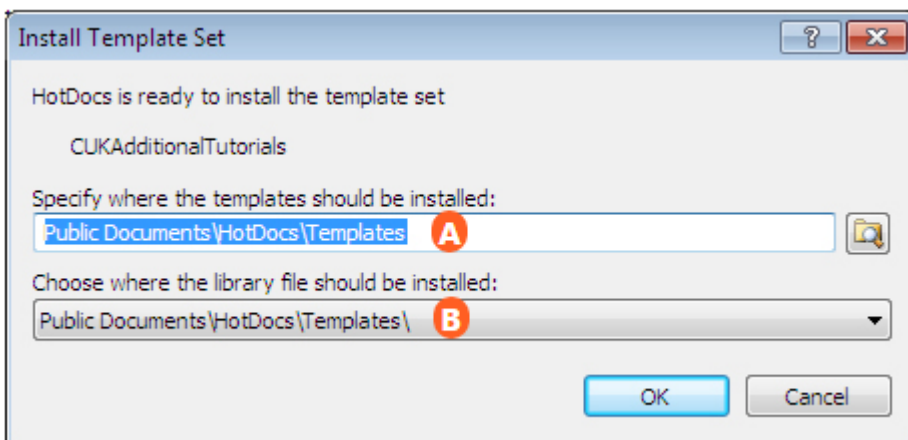 Install Template Set
HotDocs is ready to install the template set
CUKAdditionalTutorials
Specify where the templates should be installed:
Public Documents\HotDocs\Templates A
Choose where the library file should be installed:
Public Documents\HotDocs\Templates\ B
OK Cancel